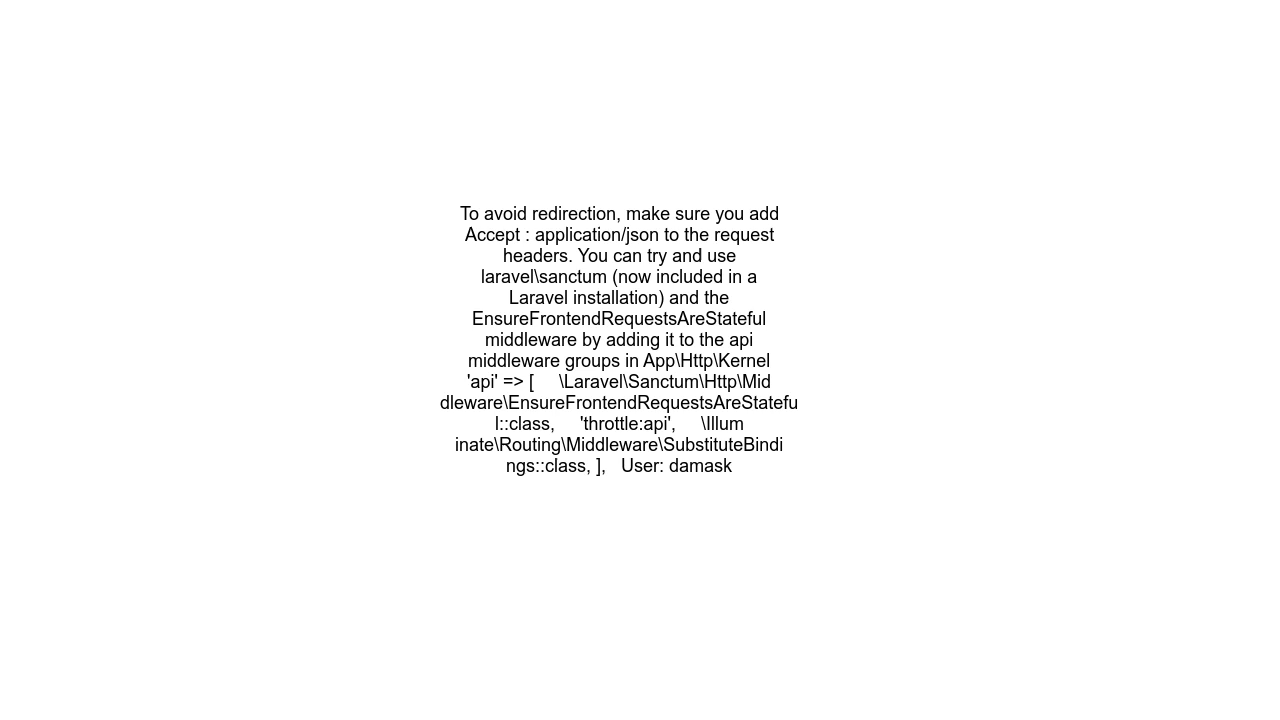 To avoid redirection, make sure you add
Accept : application/json to the request
headers. You can try and use
laravel\sanctum (now included in a
Laravel installation) and the
EnsureFrontendRequestsAreStateful
middleware by adding it to the api
middleware groups in App\Http\Kernel
'api' => [     \Laravel\Sanctum\Http\Mid
dleware\EnsureFrontendRequestsAreStatefu
l::class,     'throttle:api',     \Illum
inate\Routing\Middleware\SubstituteBindi
ngs::class, ],   User: damask